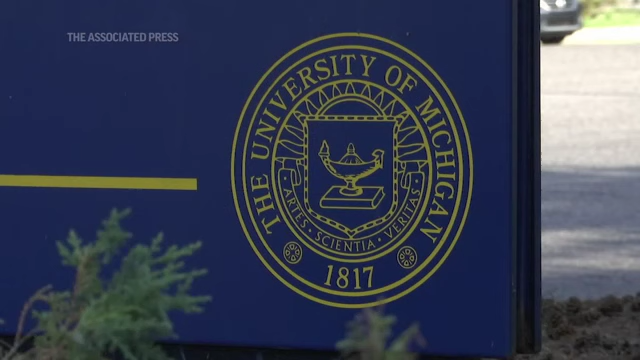 THE ASSOCIATED PRESS
THE UNIVERSITY OF MICHIGAN
ARTES · SCIENTIA · VERITAS
1817